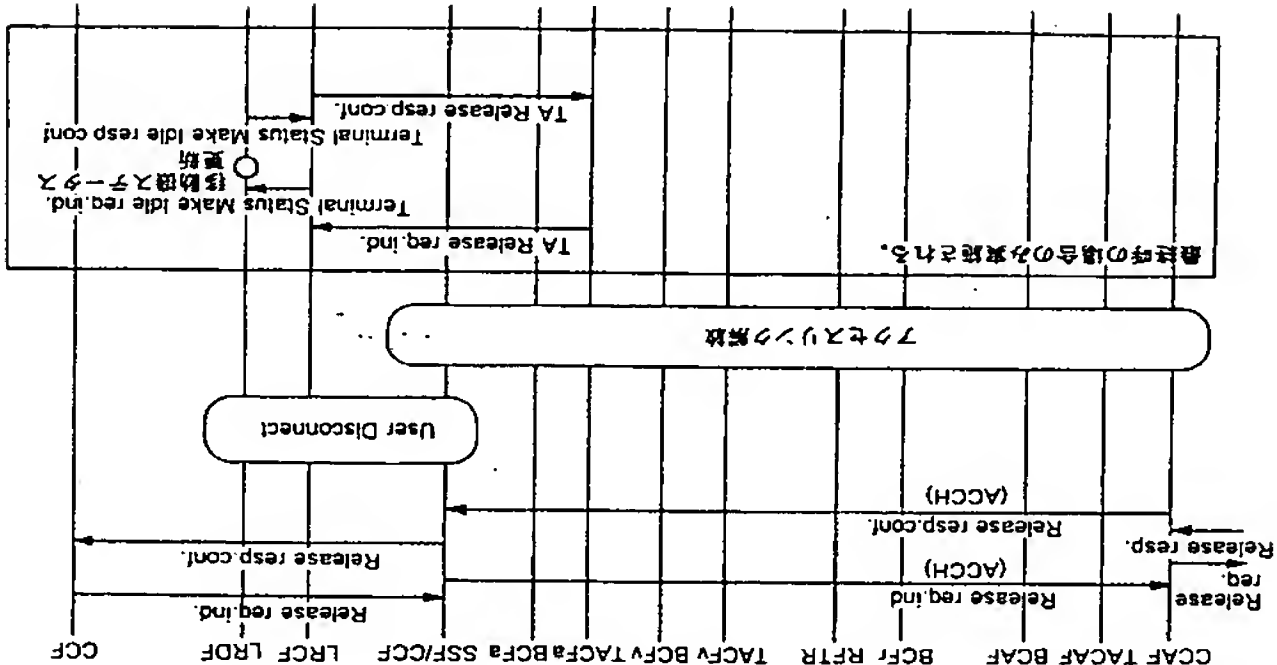 CCAF TACAF BCAF BCFr RFTR TACFv BCFv TACFa BCFa SSF/CCF LRCF LRDF CCF
Release req.ind.
Release
req.
Release req.ind.
(ACCH)
Release resp.
Release resp.conf.
Release resp.conf.
(ACCH)
User Disconnect
アクセスリンク解放
最終呼の場合のみ実施される。
TA Release req.ind.
Terminal Status Make Idle req.ind.
移動機ステータス
更新
Terminal Status Make Idle resp.conf
TA Release resp.conf.